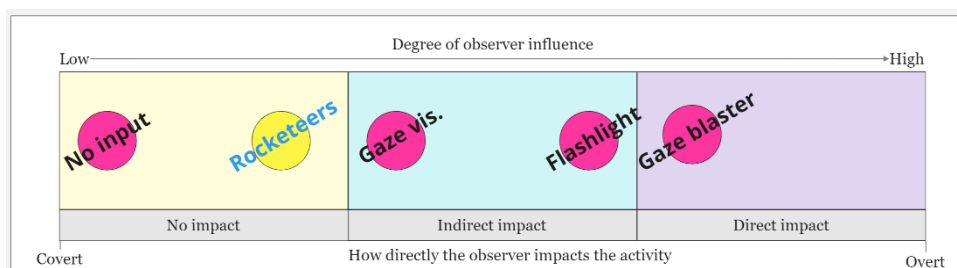 Degree of observer influence
Low High
No input Rocketeers Gaze vis. Flashlight Gaze blaster
No impact Indirect impact Direct impact
Covert How directly the observer impacts the activity Overt